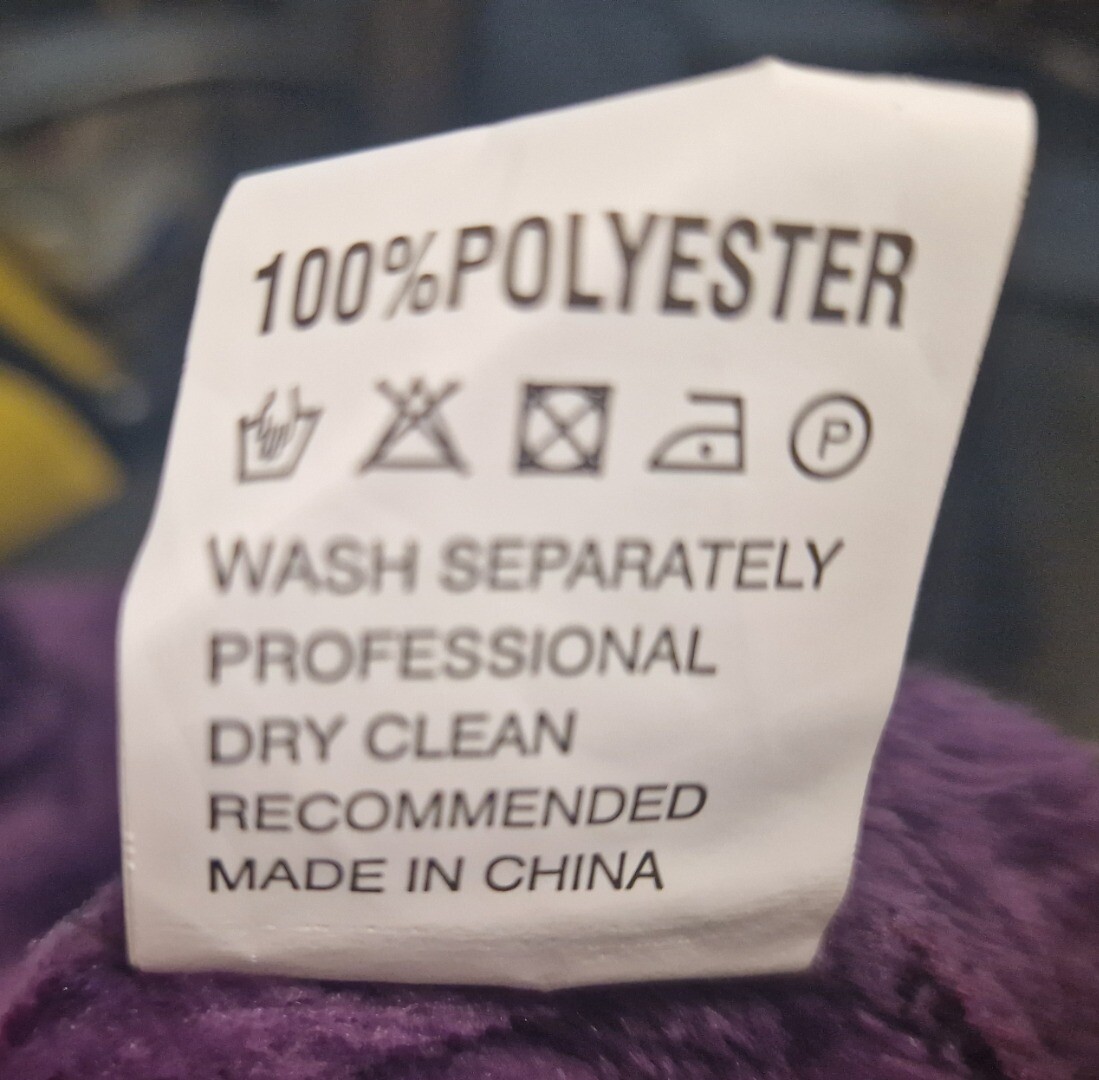 100%POLYESTER
P
WASH SEPARATELY
PROFESSIONAL
DRY CLEAN
RECOMMENDED
MADE IN CHINA